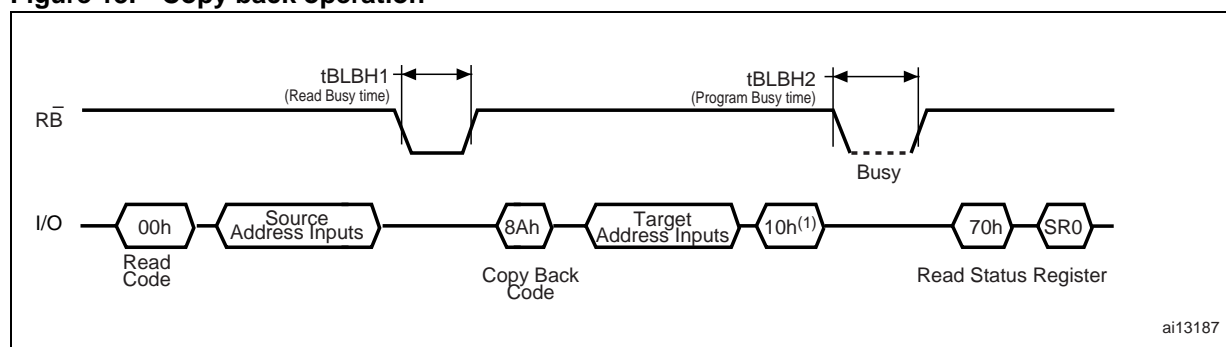 Figure 13. Copy back operation
tBLBH1
(Read Busy time)
tBLBH2
(Program Busy time)
RB̅
Busy
I/O
00h
Source
Address Inputs
8Ah
Target
Address Inputs
10h(1)
70h
SR0
Read
Code
Copy Back
Code
Read Status Register
ai13187